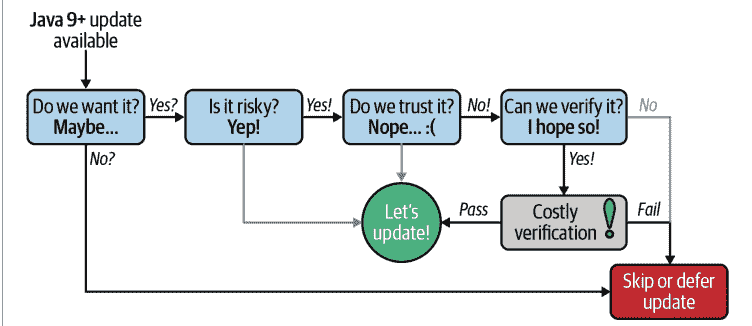 Java 9+ update
available
Do we want it?
Maybe...
Yes?
Is it risky?
Yep!
Yes!
Do we trust it?
Nope... :(
No!
Can we verify it?
I hope so!
No
No?
Yes!
Let's
update!
Pass
Costly
verification
!
Fail
Skip or defer
update